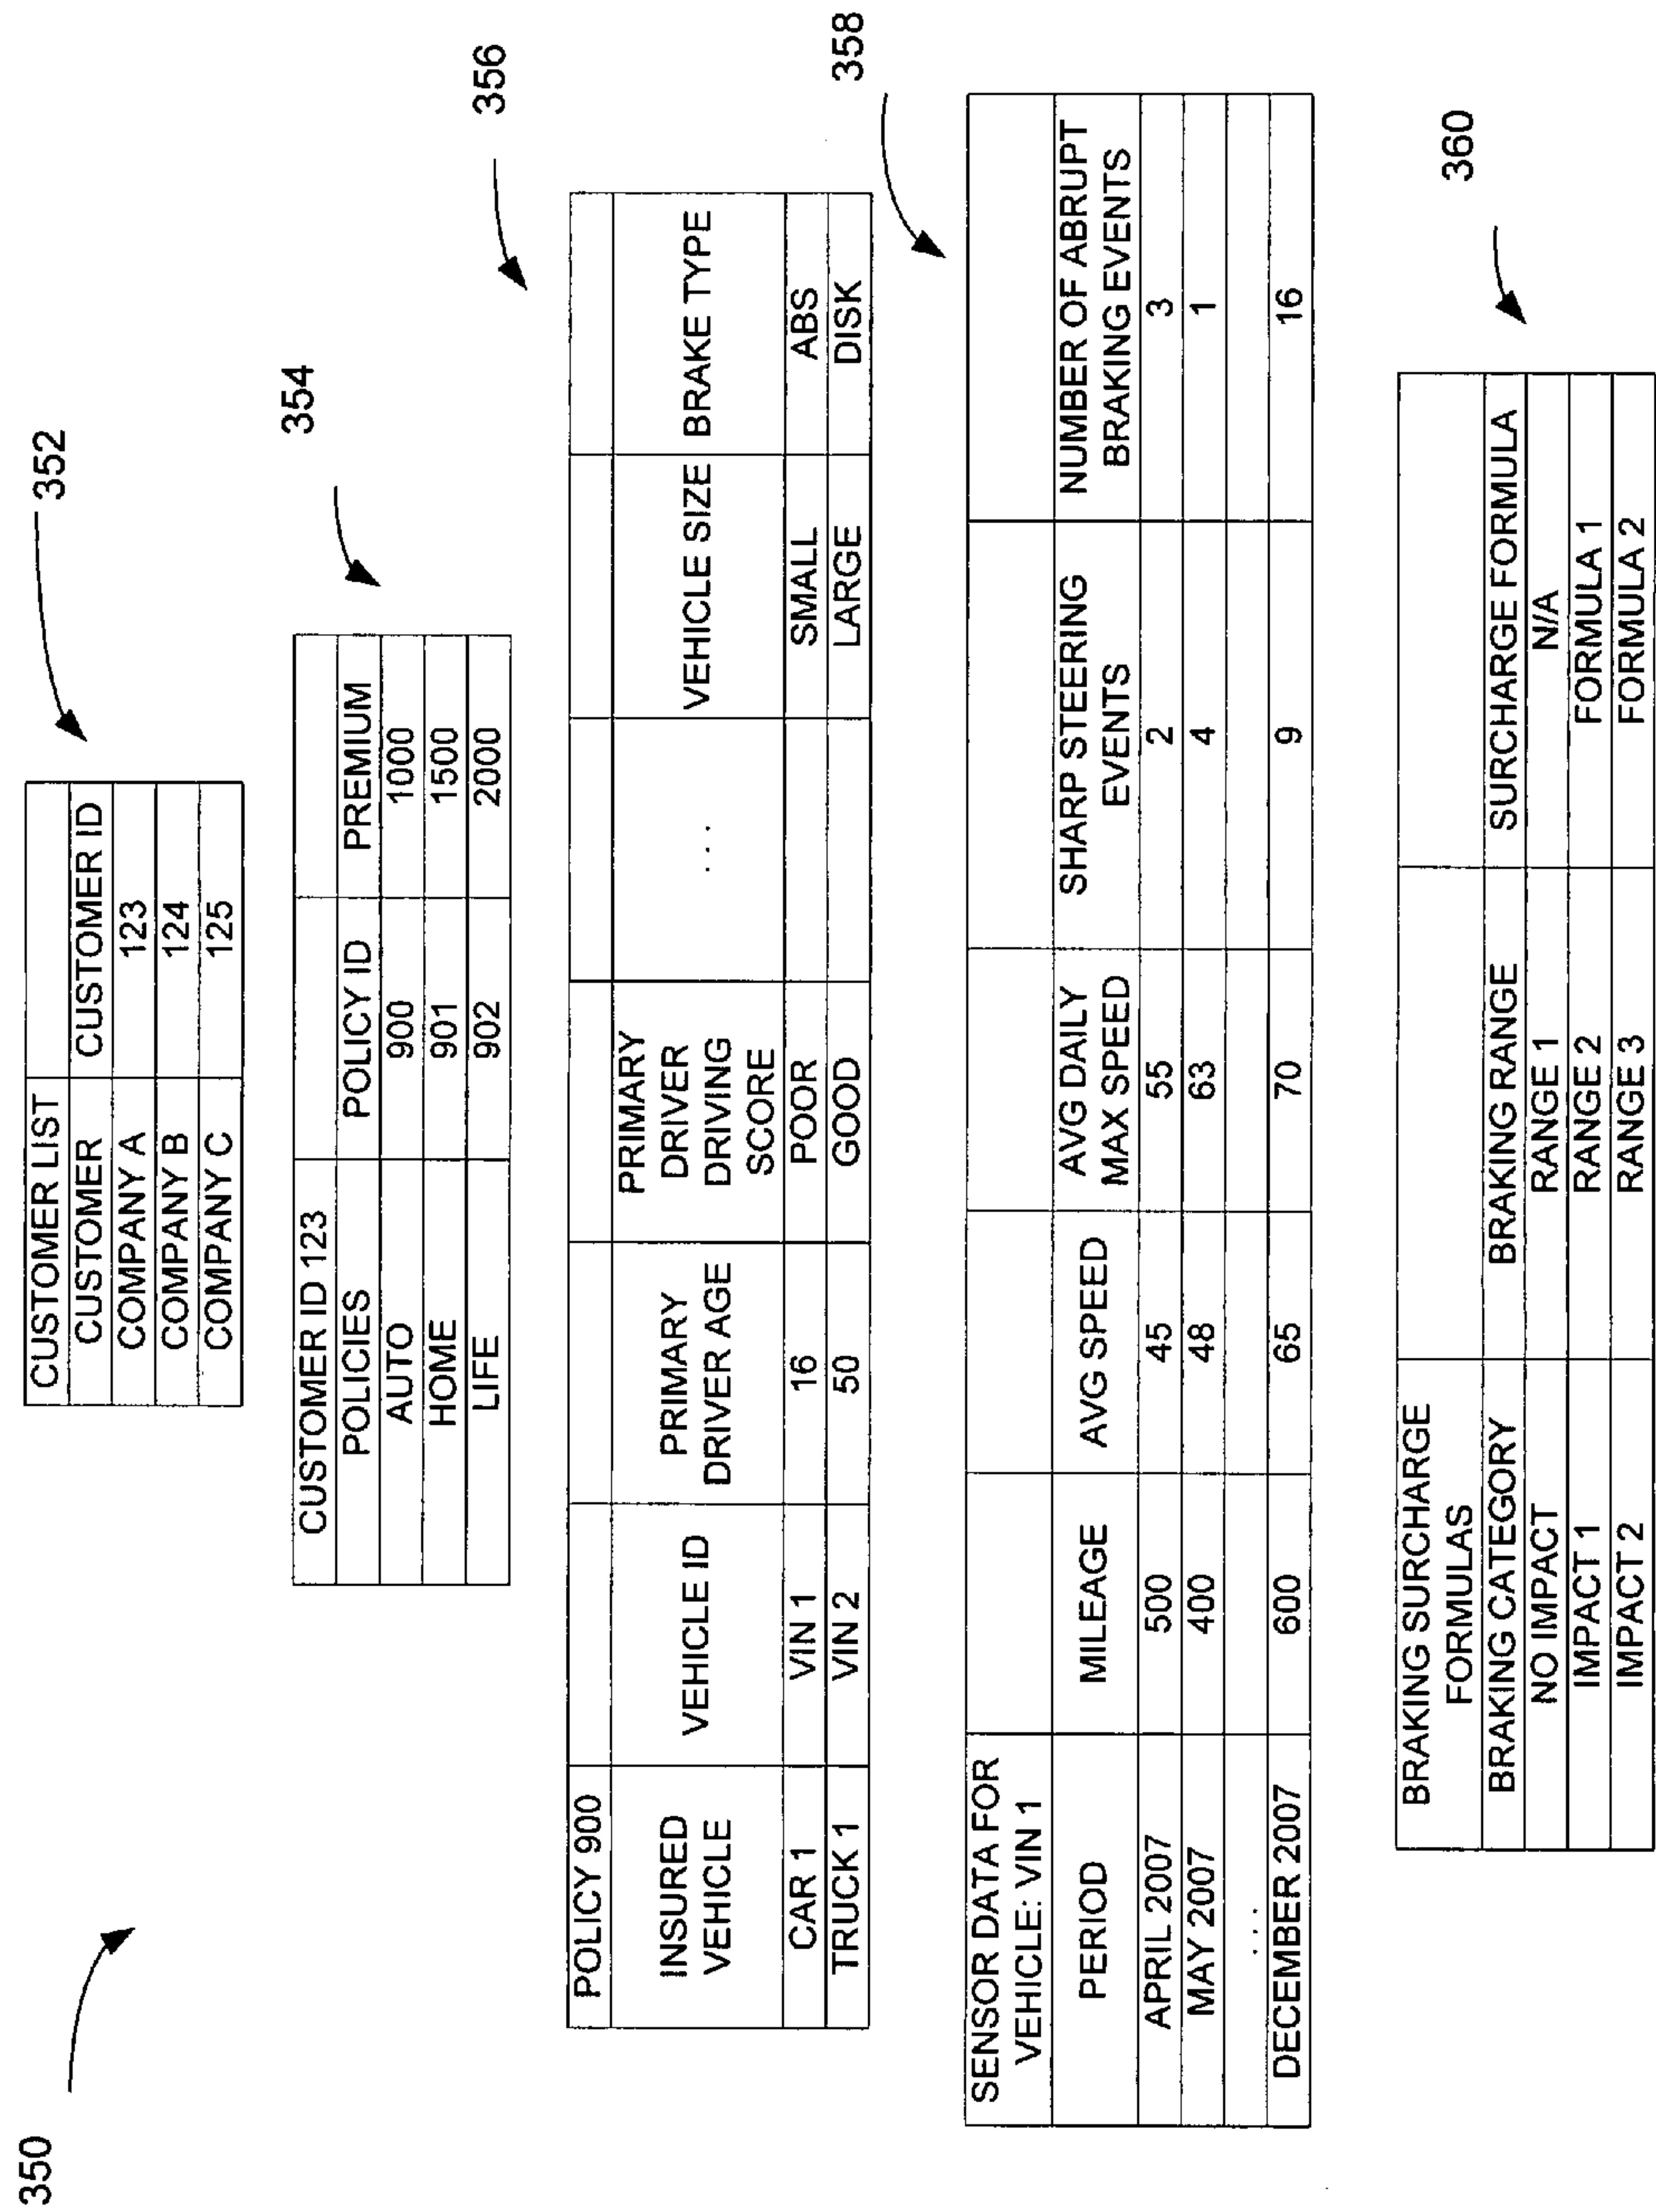 350
352
CUSTOMER LIST
CUSTOMER CUSTOMER ID
COMPANY A 123
COMPANY B 124
COMPANY C 125
354
CUSTOMER ID 123
POLICIES POLICY ID PREMIUM
AUTO 900 1000
HOME 901 1500
LIFE 902 2000
356
POLICY 900
INSURED VEHICLE VEHICLE ID PRIMARY DRIVER AGE PRIMARY DRIVER DRIVING SCORE .... VEHICLE SIZE BRAKE TYPE
CAR 1 VIN 1 16 POOR SMALL ABS
TRUCK 1 VIN 2 50 GOOD LARGE DISK
358
SENSOR DATA FOR
VEHICLE: VIN 1
PERIOD MILEAGE AVG SPEED AVG DAILY MAX SPEED SHARP STEERING EVENTS NUMBER OF ABRUPT BRAKING EVENTS
APRIL 2007 500 45 55 2 3
MAY 2007 400 48 63 4 1
...
DECEMBER 2007 600 65 70 9 16
360
BRAKING SURCHARGE
FORMULAS
BRAKING CATEGORY BRAKING RANGE SURCHARGE FORMULA
NO IMPACT RANGE 1 N/A
IMPACT 1 RANGE 2 FORMULA 1
IMPACT 2 RANGE 3 FORMULA 2